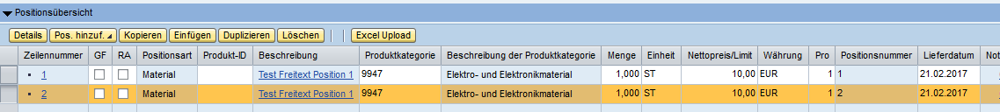 Positionsübersicht
Details Pos. hinzuf. Kopieren Einfügen Duplizieren Löschen Excel Upload
Zeilennummer GF RA Positionsart Produkt-ID Beschreibung Produktkategorie Beschreibung der Produktkategorie Menge Einheit Nettopreis/Limit Währung Pro Positionsnummer Lieferdatum Not
1 Material Test Freitext Position 1 9947 Elektro- und Elektronikmaterial 1,000 ST 10,00 EUR 1 1 21.02.2017
2 Material Test Freitext Position 1 9947 Elektro- und Elektronikmaterial 1,000 ST 10,00 EUR 1 2 21.02.2017